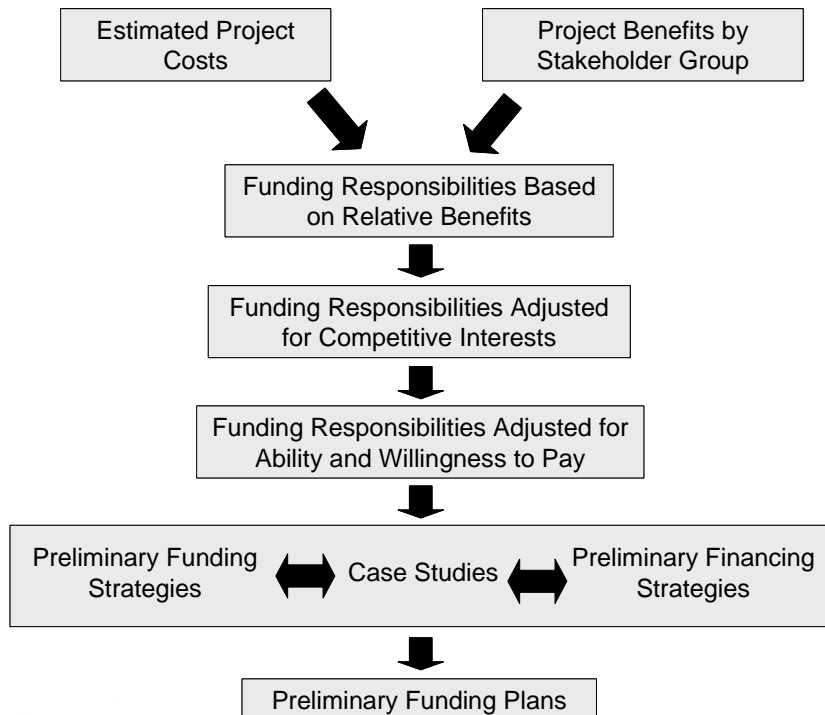 Estimated Project
Costs
Project Benefits by
Stakeholder Group
Funding Responsibilities Based
on Relative Benefits
Funding Responsibilities Adjusted
for Competitive Interests
Funding Responsibilities Adjusted for
Ability and Willingness to Pay
Preliminary Funding
Strategies
Case Studies
Preliminary Financing
Strategies
Preliminary Funding Plans